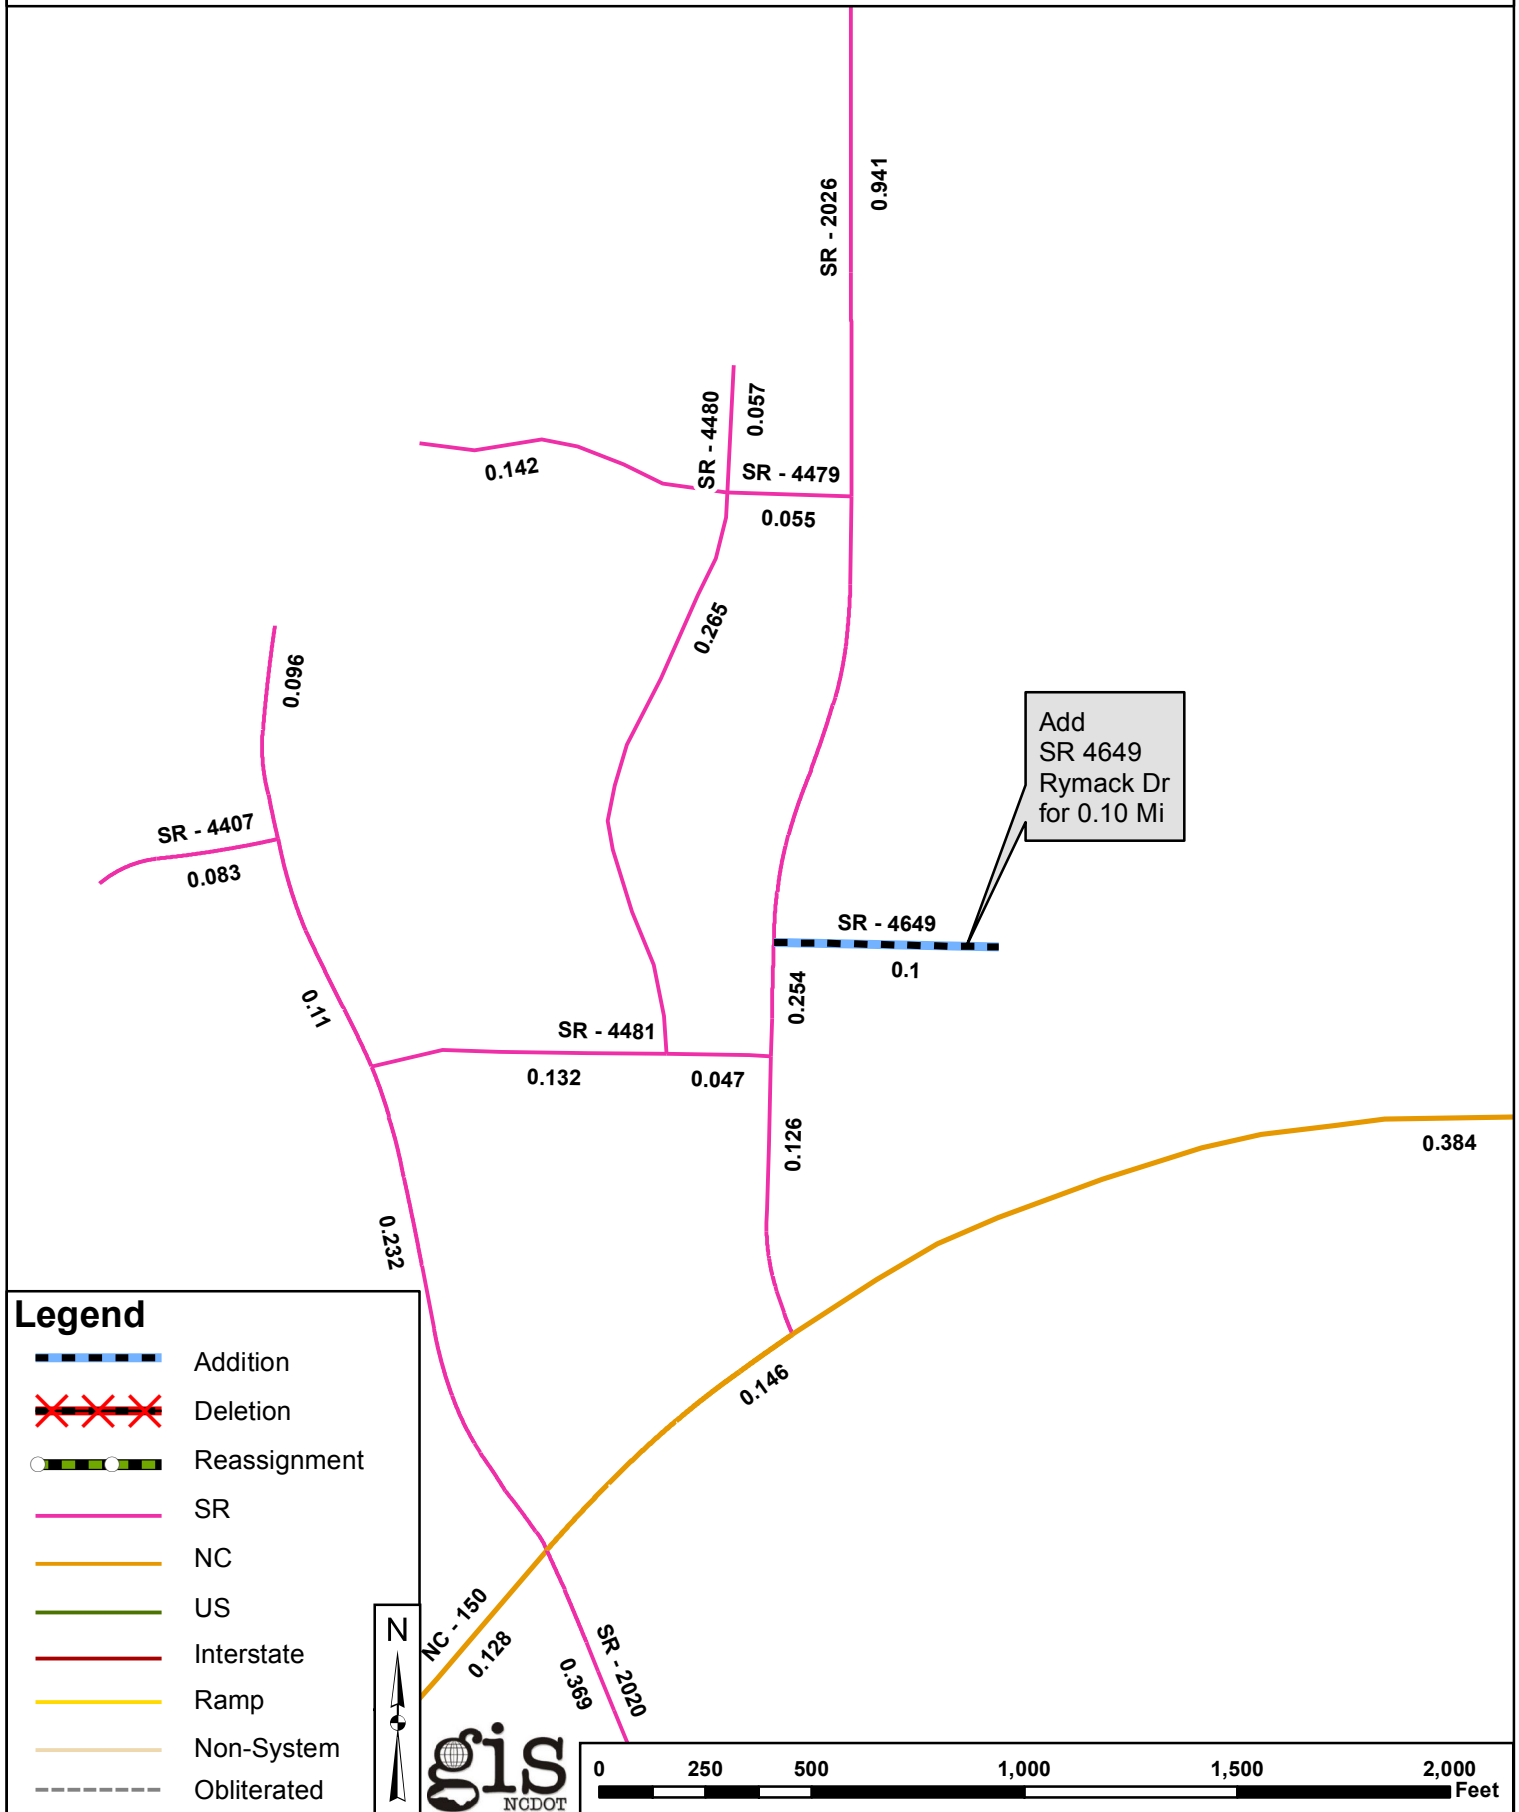 SR - 2026
0.941
SR - 4480
0.057
0.142
SR - 4479
0.055
0.265
0.096
Add
SR 4649
Rymack Dr
for 0.10 Mi
SR - 4407
0.083
SR - 4649
0.1
0.254
0.11
SR - 4481
0.132
0.047
0.126
0.384
0.232
0.146
NC - 150
0.128
SR - 2020
0.369
Legend
Addition
Deletion
Reassignment
SR
NC
US
Interstate
Ramp
Non-System
Obliterated
N
gis
NCDOT
0 250 500 1,000 1,500 2,000
Feet